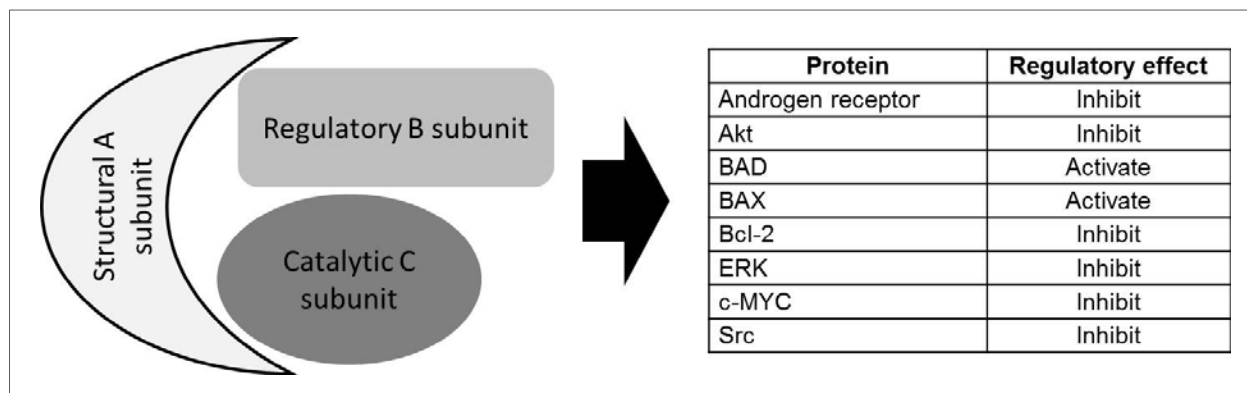 Structural A
subunit
Regulatory B subunit
Catalytic C
subunit
Protein Regulatory effect
Androgen receptor Inhibit
Akt Inhibit
BAD Activate
BAX Activate
Bcl-2 Inhibit
ERK Inhibit
c-MYC Inhibit
Src Inhibit